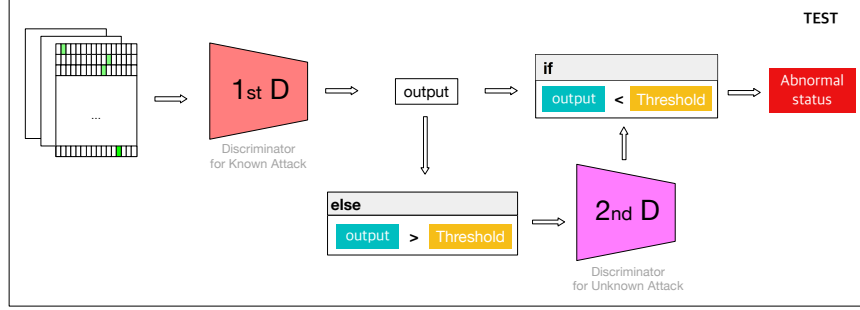 TEST
...
1st D
Discriminator
for Known Attack
output
if
output < Threshold
Abnormal
status
else
output > Threshold
2nd D
Discriminator
for Unknown Attack